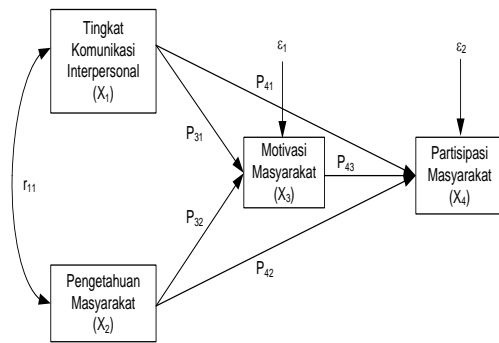 Tingkat
Komunikasi
Interpersonal
(X₁)
ε₁
ε₂
P₄₁
P₃₁
Motivasi
Masyarakat
(X₃)
P₄₃
Partisipasi
Masyarakat
(X₄)
r₁₁
P₃₂
P₄₂
Pengetahuan
Masyarakat
(X₂)